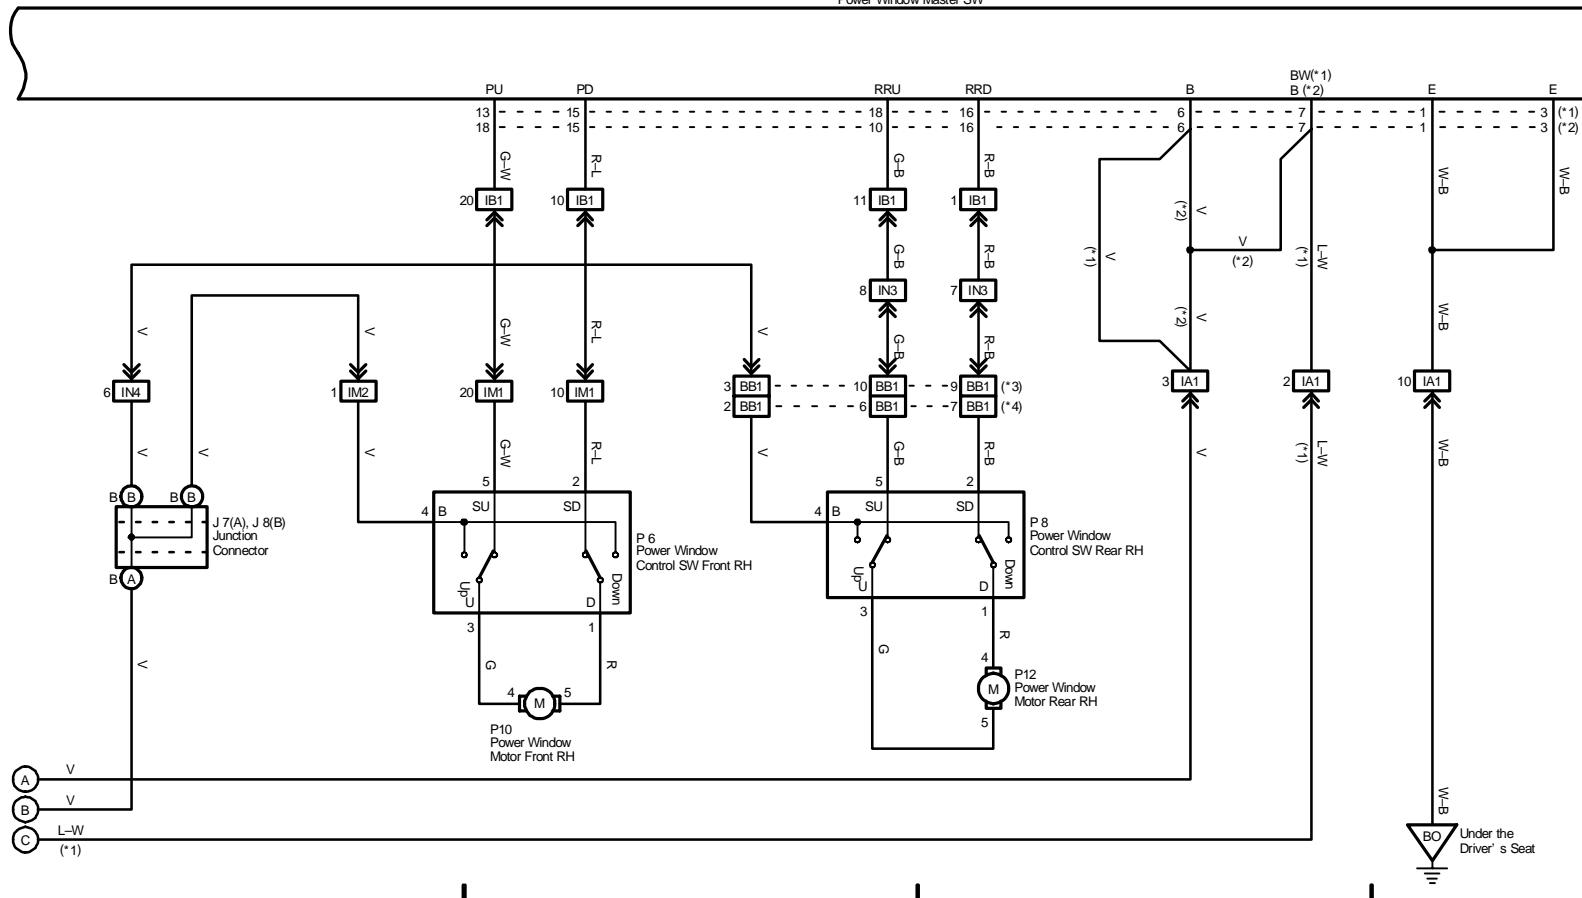 Power Window Master SW
BW(*1)
PU PD RRU RRD B B (*2) E E
13 15 18 16 6 7 1 3 (*1)
18 15 10 16 6 7 1 3 (*2)
G–W R–L G–B R–B W–B W–B
20 IB1 10 IB1 11 IB1 1 IB1
(*2) V
V
(*2)
(*1) V (*1) L–W
G–B R–B
8 IN3 7 IN3
V V G–W R–L V G–B R–B (*2) V W–B
6 IN4 1 IM2 20 IM1 10 IM1 3 BB1 10 BB1 9 BB1 (*3) 3 IA1 2 IA1 10 IA1
2 BB1 6 BB1 7 BB1 (*4)
V V V G–W R–L V G–B R–B V (*1) L–W W–B
5 2 5 2
B B B B
4 B SU SD 4 B SU SD
J 7(A), J 8(B)
Junction
Connector
P 6
Power Window
Control SW Front RH
P 8
Power Window
Control SW Rear RH
B A
Up Down Up Down
U D U D
3 1 3 1
V G R G R
4 M 5
P10
Power Window
Motor Front RH
4
M
5
P12
Power Window
Motor Rear RH
A V
B V
C L–W
(*1)
W–B
BO
Under the
Driver' s Seat